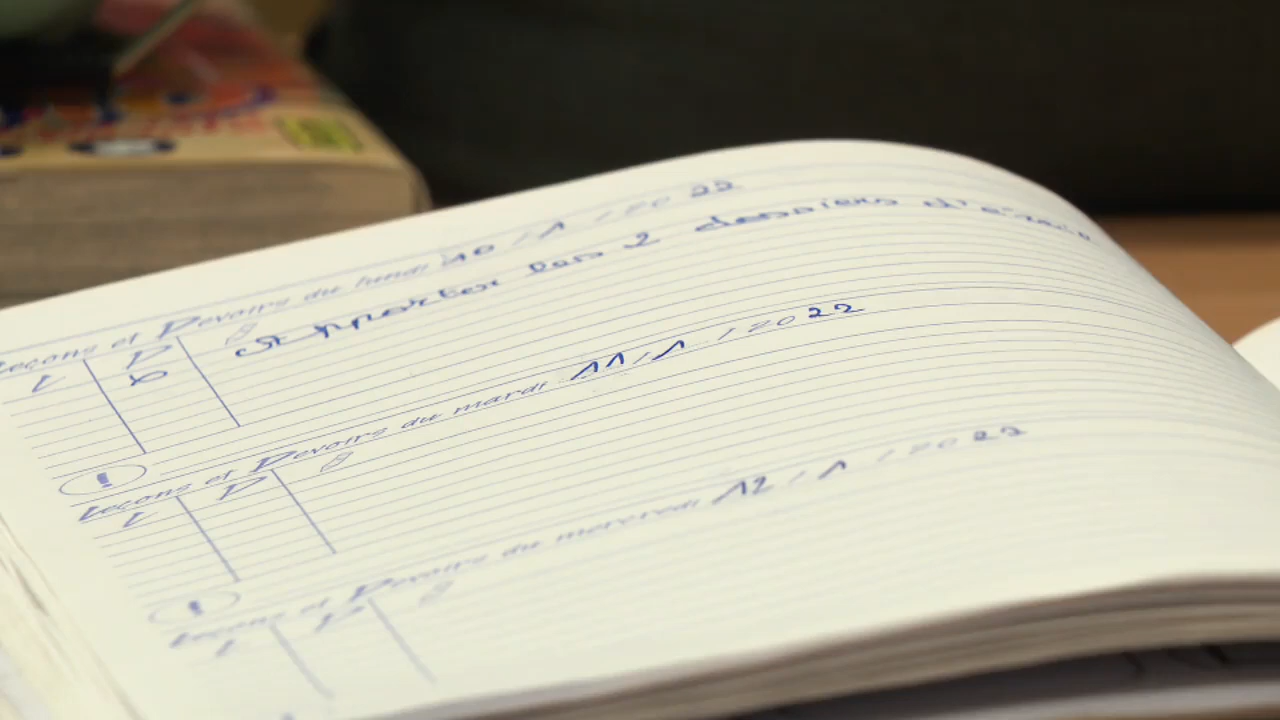 Leçons et Devoirs du lundi 10 / 1 / 2022
L D
Apporter les 2 dossiers
!
Leçons et Devoirs du mardi 11 / 1 / 2022
L D
!
Leçons et Devoirs du mercredi 12 / 1 / 2022
L D